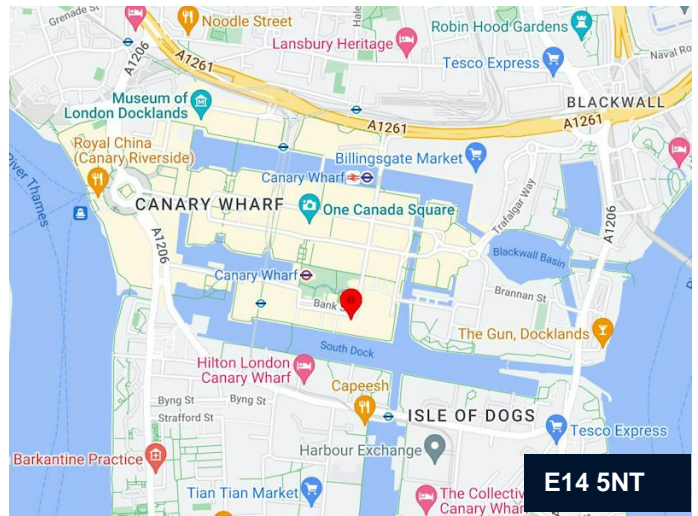 Grenade St
Noodle Street
Robin Hood Gardens
Lansbury Heritage
A1206
A1261
Tesco Express
Naval Ro
Museum of
London Docklands
BLACKWALL
A1261
A1261
Royal China
(Canary Riverside)
Billingsgate Market
River Thames
Canary Wharf
Trafalgar Way
CANARY WHARF
One Canada Square
A1206
A1206
Blackwall Basin
Canary Wharf
Brannan St
Bank S
The Gun, Docklands
South Dock
Hilton London
Canary Wharf
Capeesh
Byng St
Byng St
Strafford St
ISLE OF DOGS
Tesco Express
Barkantine Practice
Harbour Exchange
E14 5NT
Tian Tian Market
The Collectiv
Canary Wha